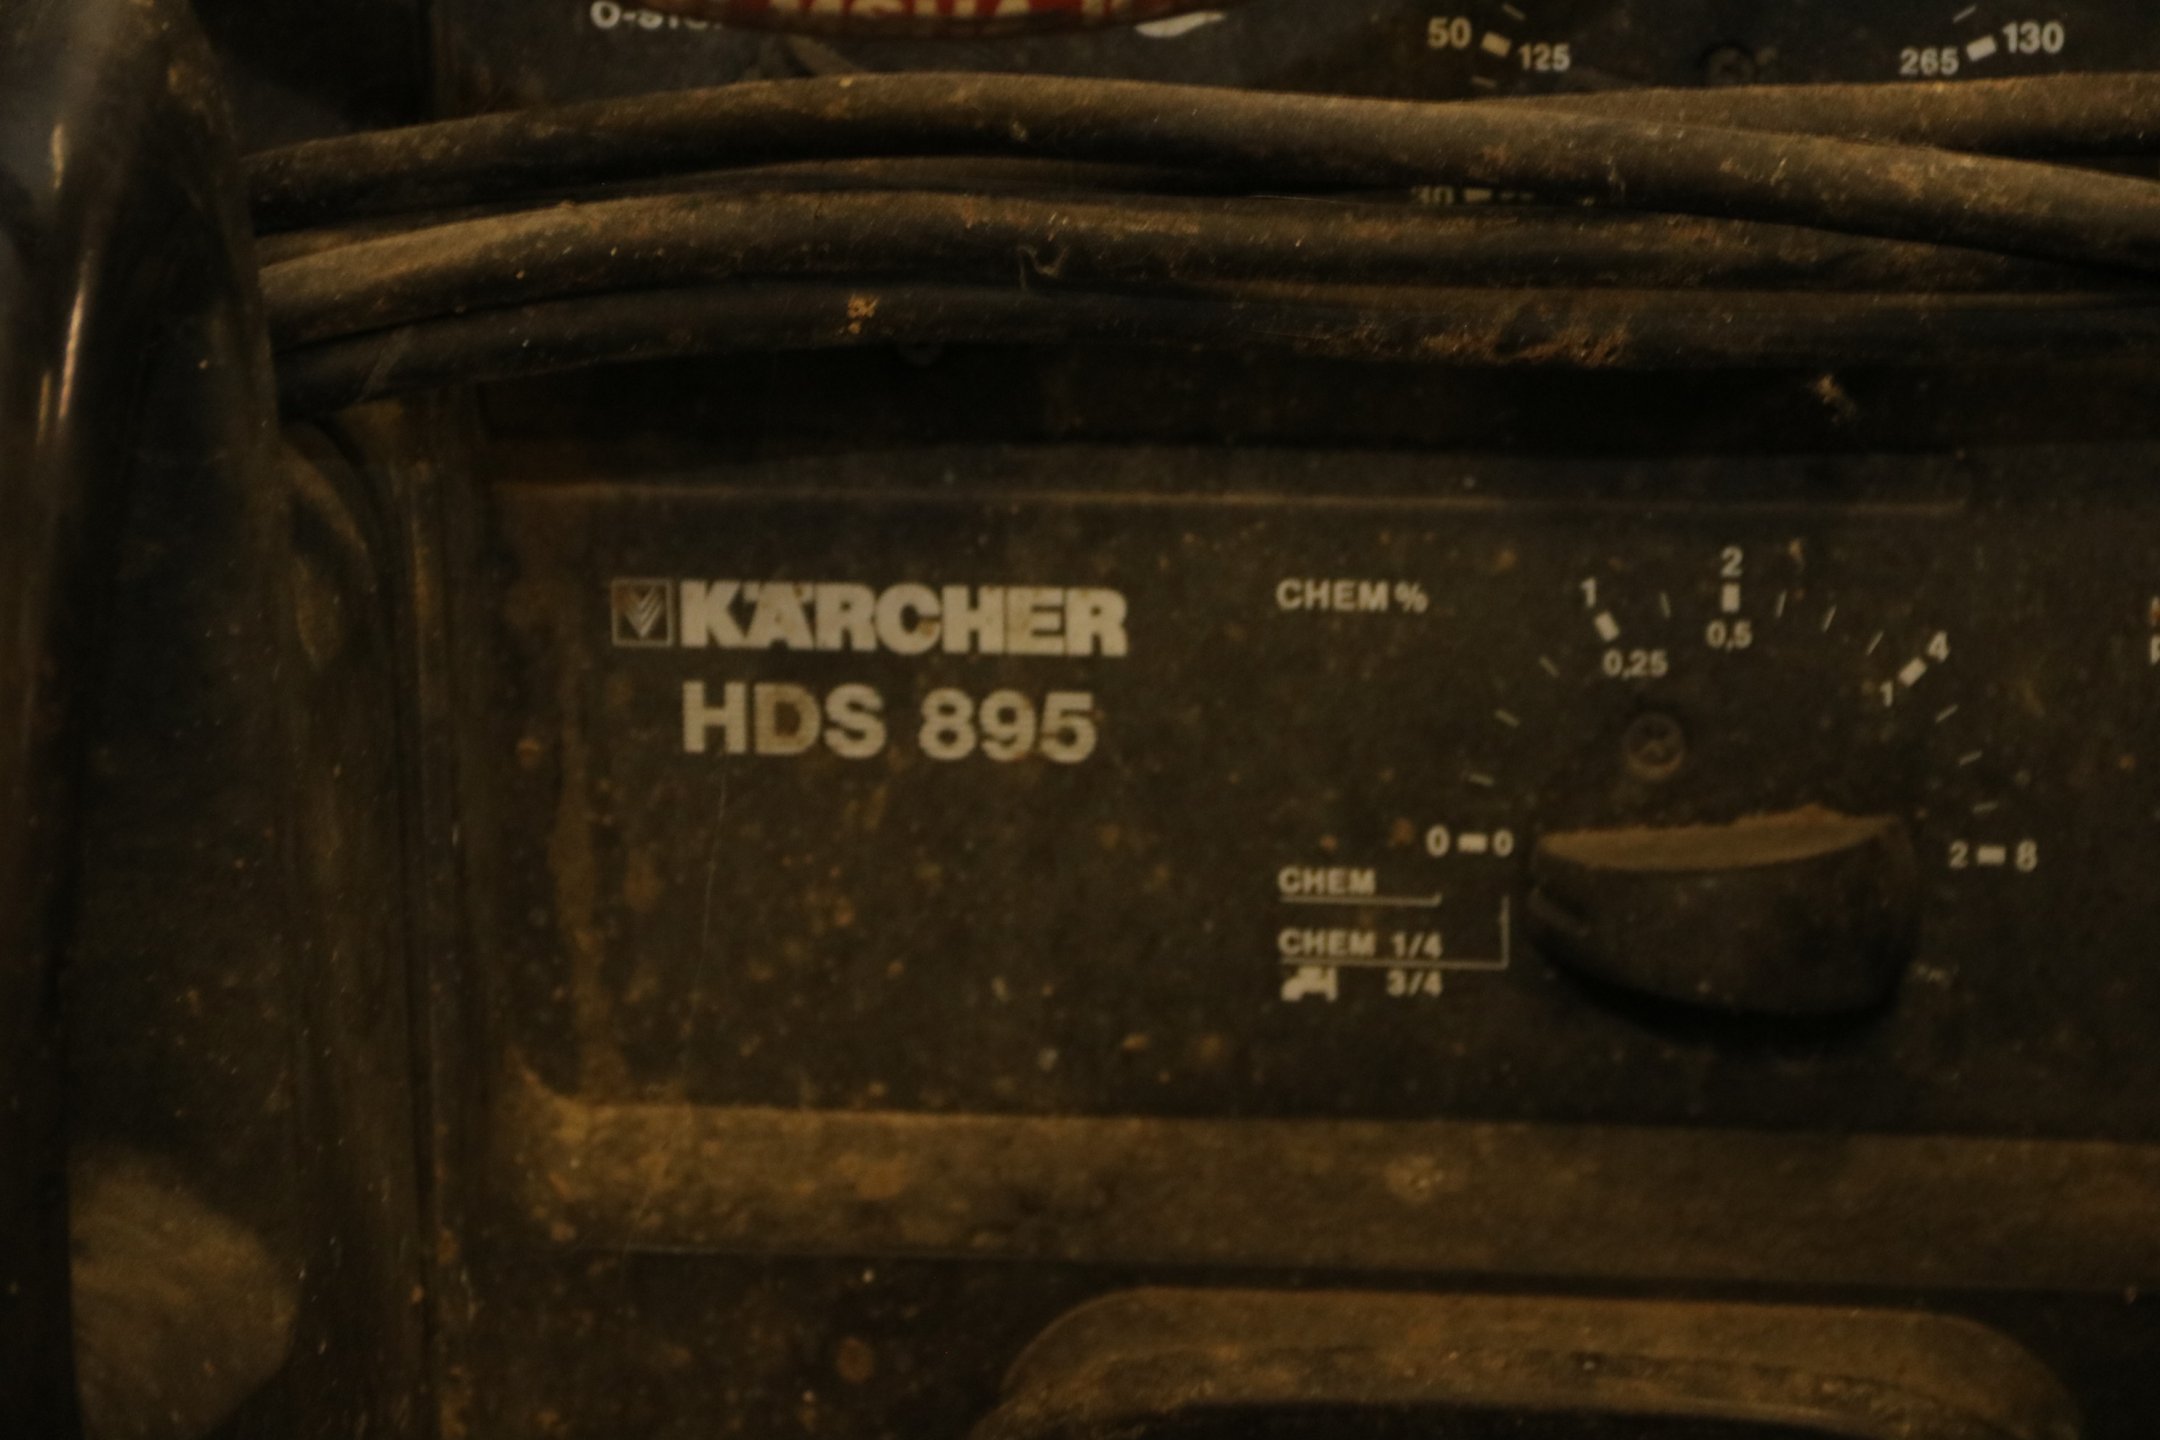 50 125
265 130
KÄRCHER
HDS 895
CHEM %
1 2 4
0,25 0,5 1
0 0
2 8
CHEM
CHEM 1/4
3/4